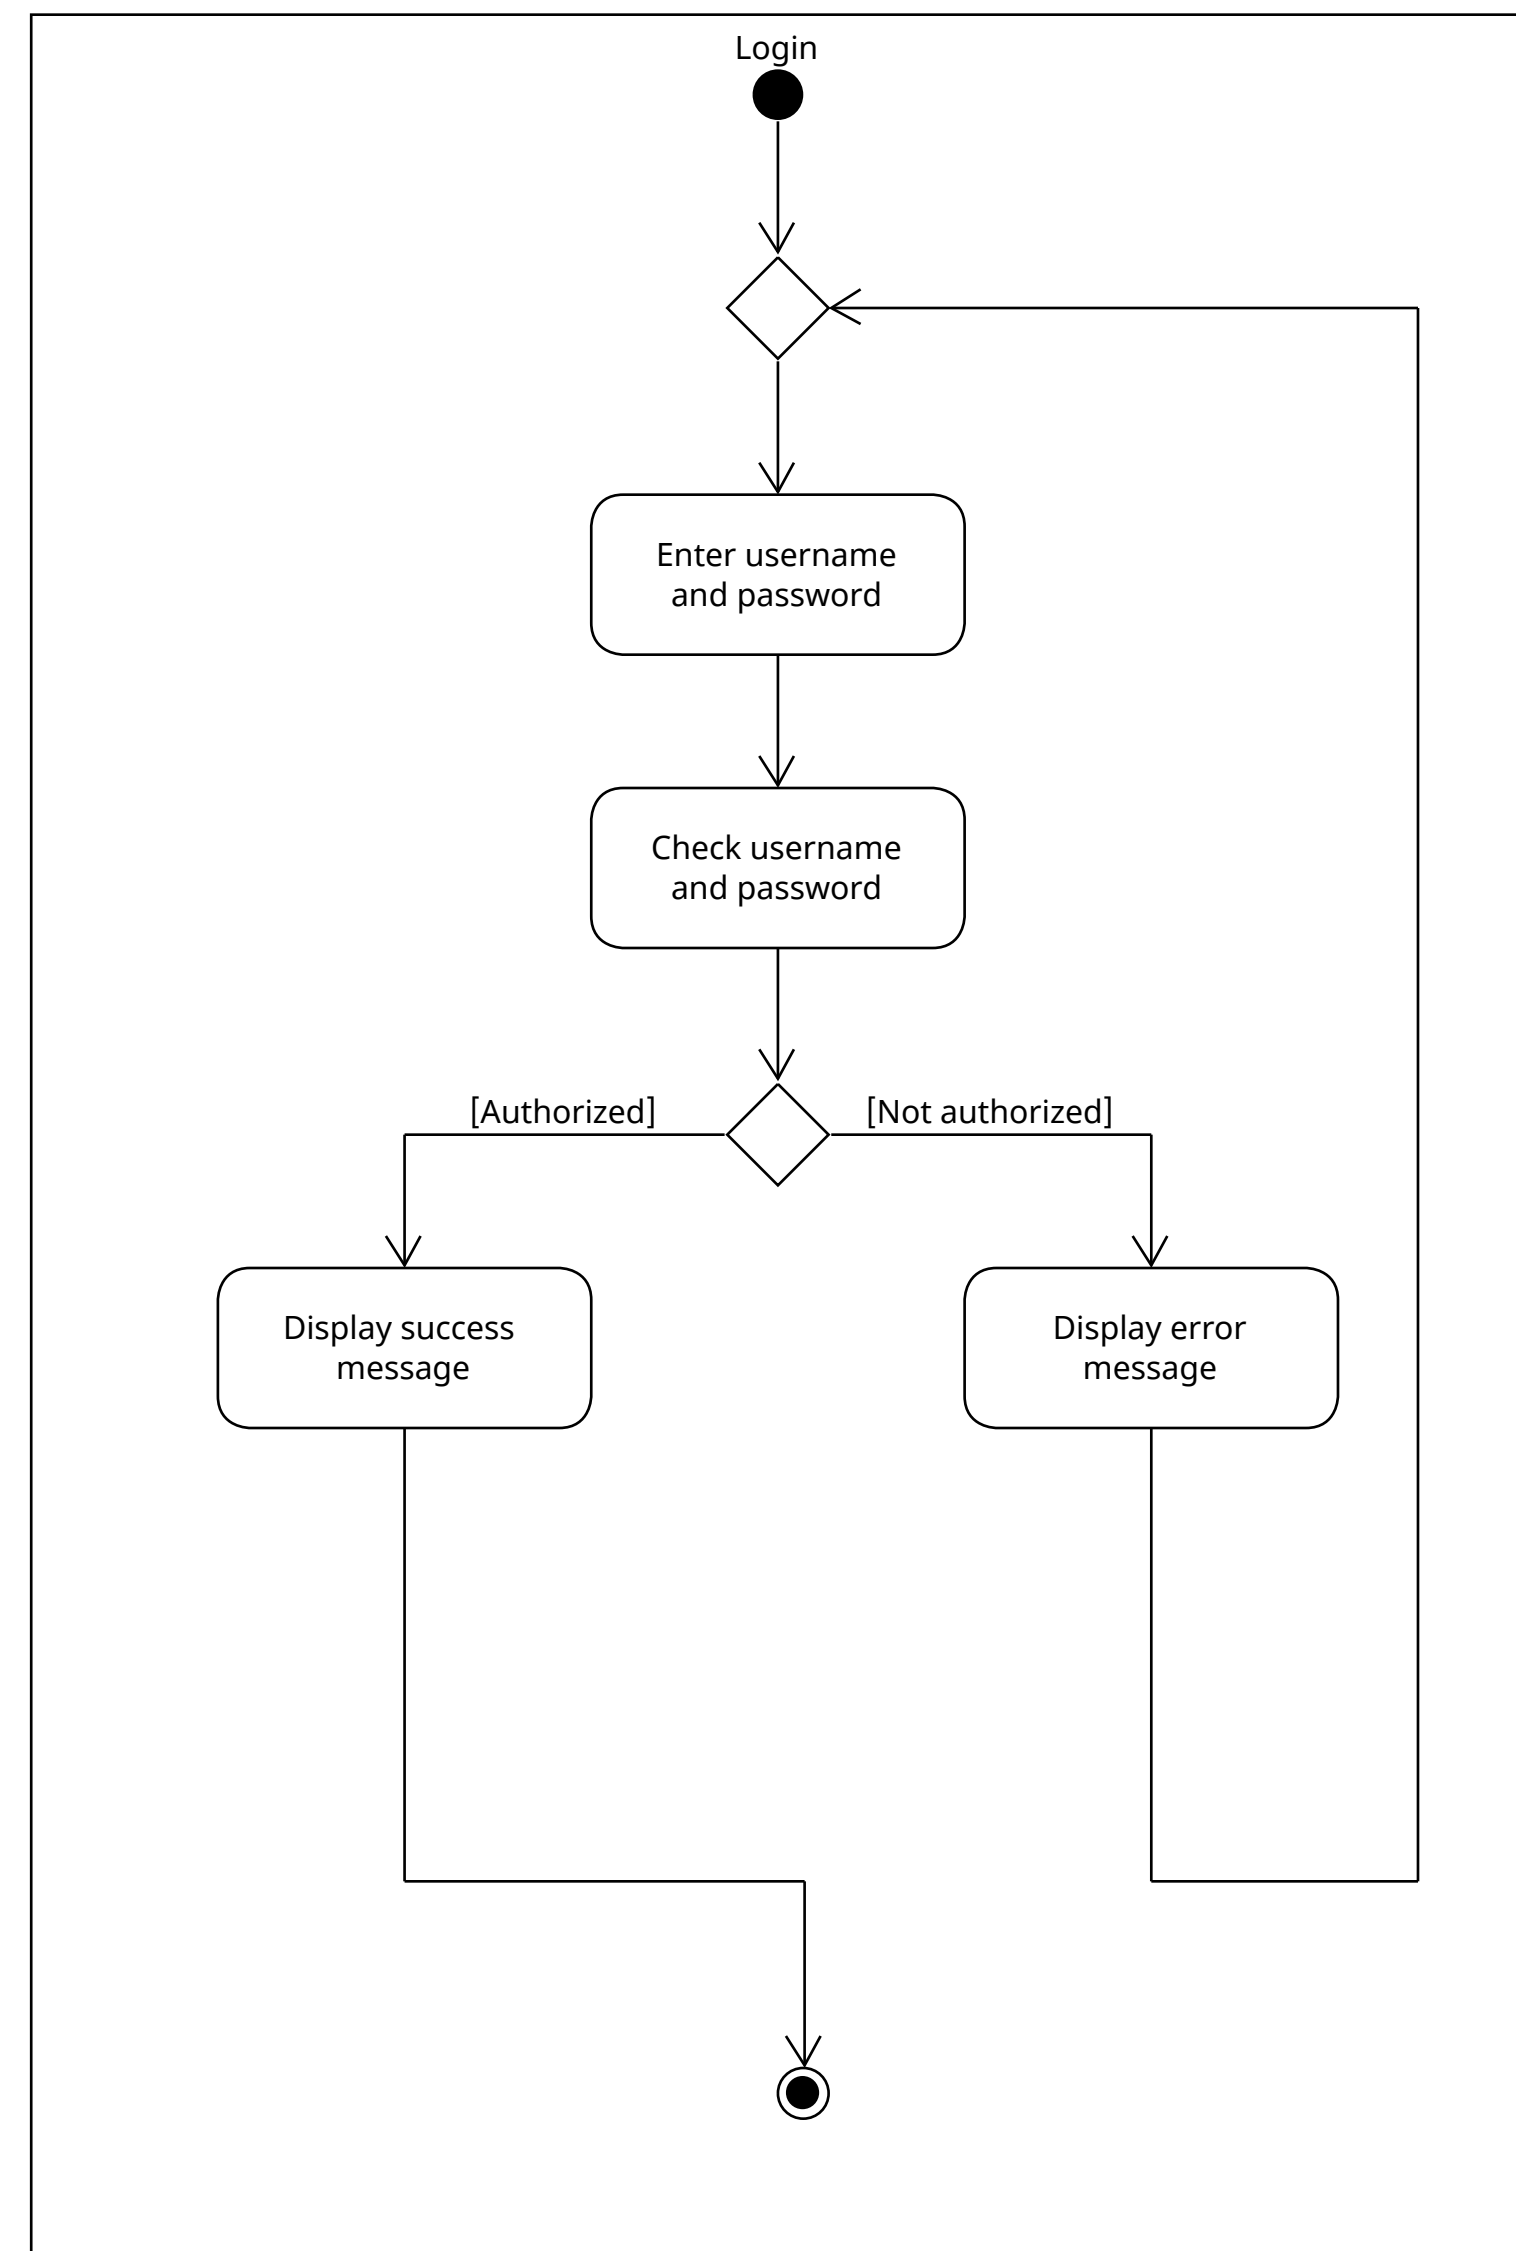 Login
Enter username
and password
Check username
and password
[Authorized]
[Not authorized]
Display success
message
Display error
message